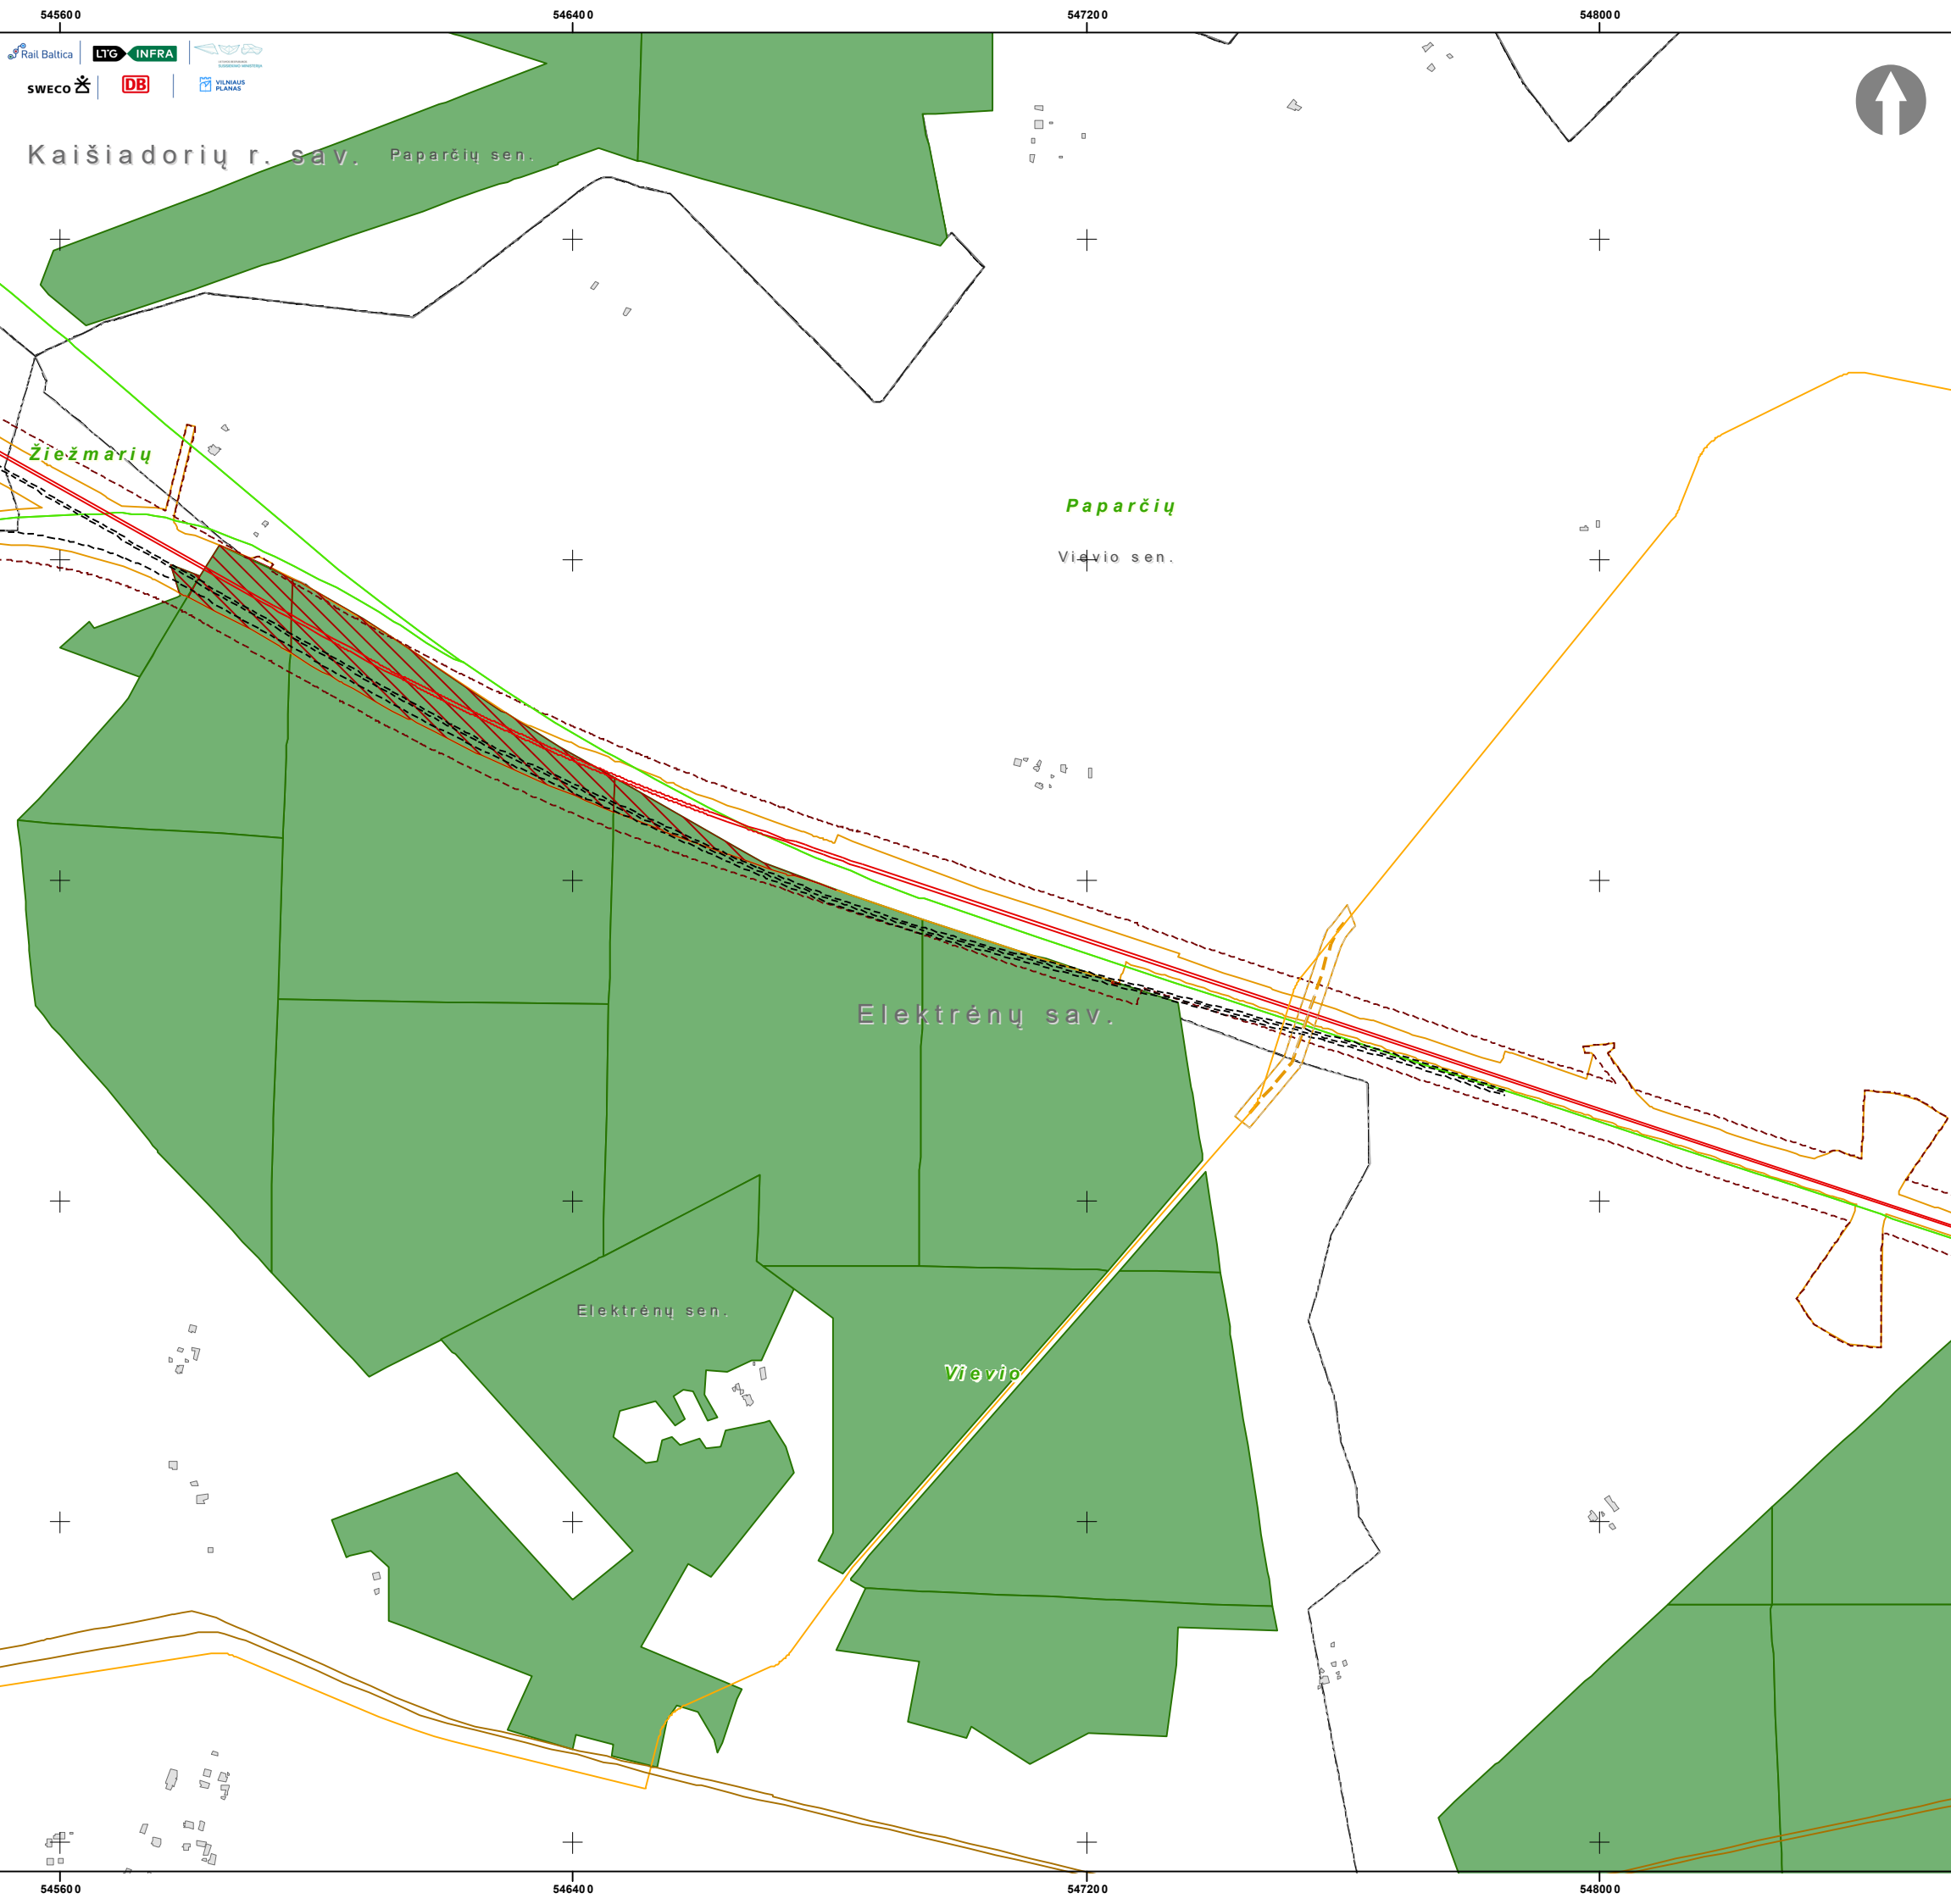 545600 546400 547200 548000
Rail Baltica LTG INFRA
SWECO DB VILNIAUS PLANAS
Kaišiadorių r. sav. Paparčių sen.
Žiežmarių
Paparčių
Vievio sen.
Elektrėnų sav.
Elektrėnų sen.
Vievio
545600 546400 547200 548000